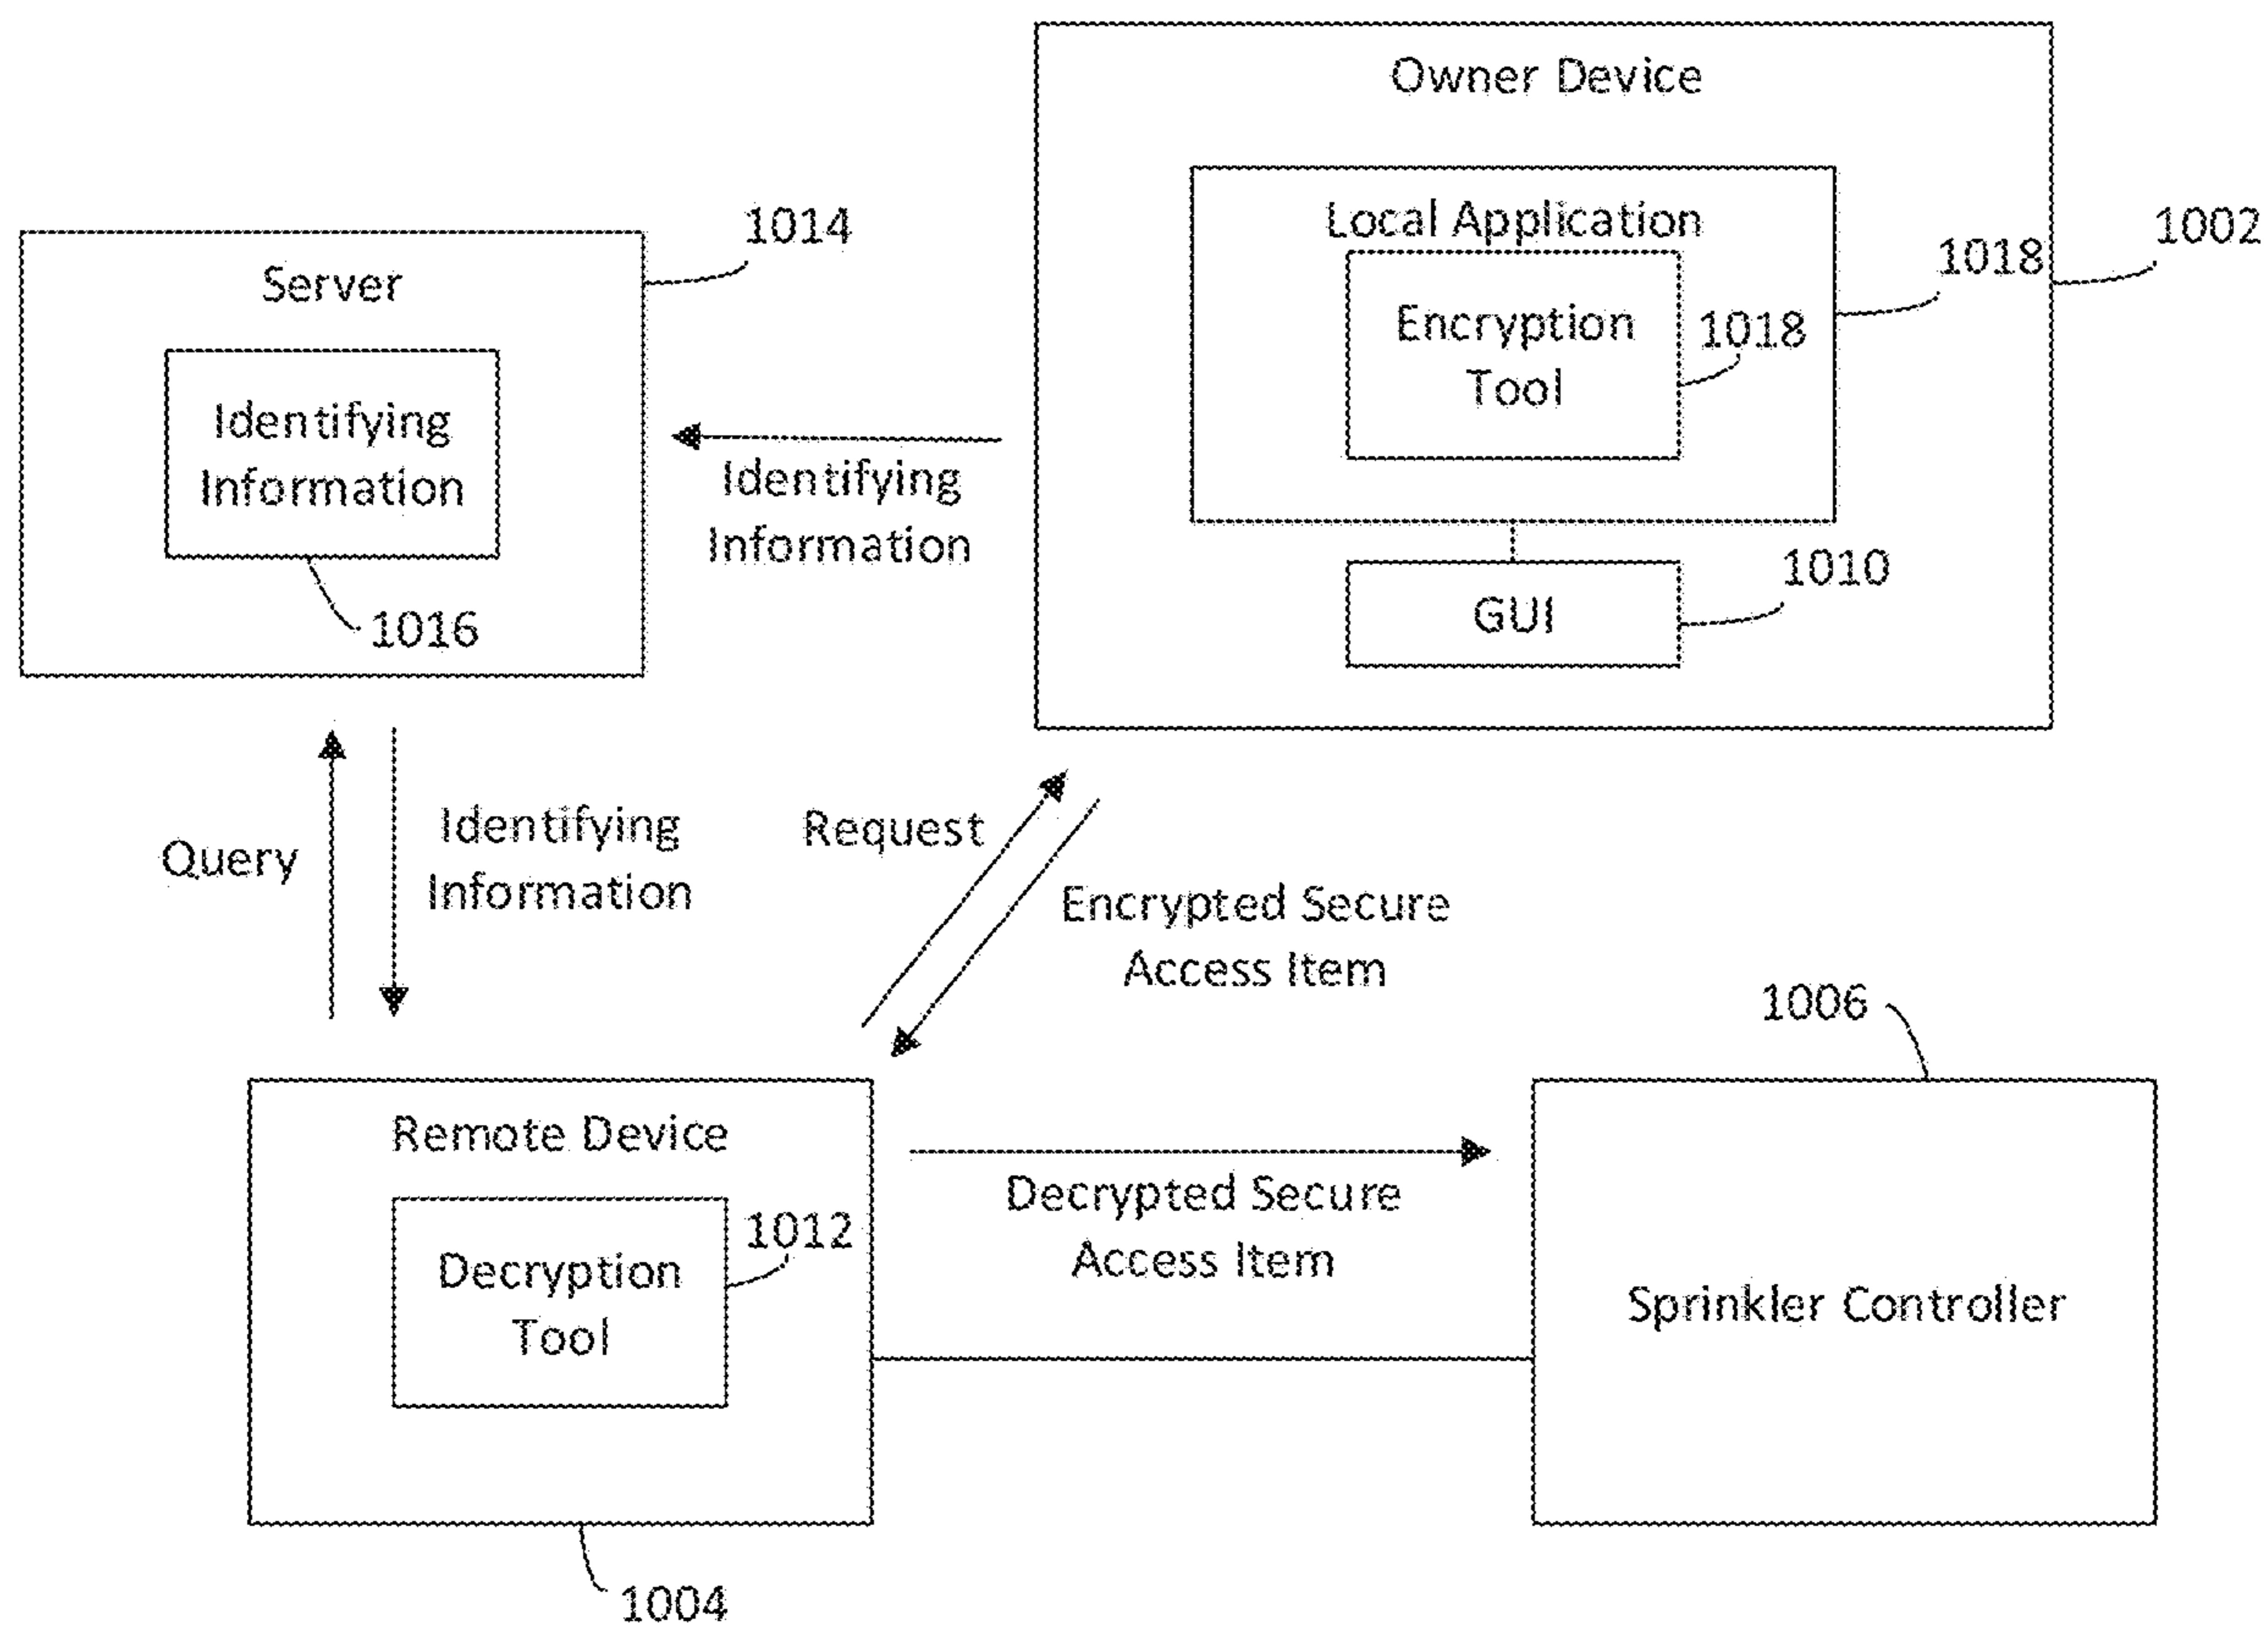 Owner Device
Local Application
1002
1018
Encryption
Tool
1018
GUI
1010
1014
Server
Identifying
Information
1016
Identifying
Information
Query
Identifying
Information
Request
Encrypted Secure
Access Item
1006
Remote Device
1012
Decryption
Tool
Decrypted Secure
Access Item
Sprinkler Controller
1004